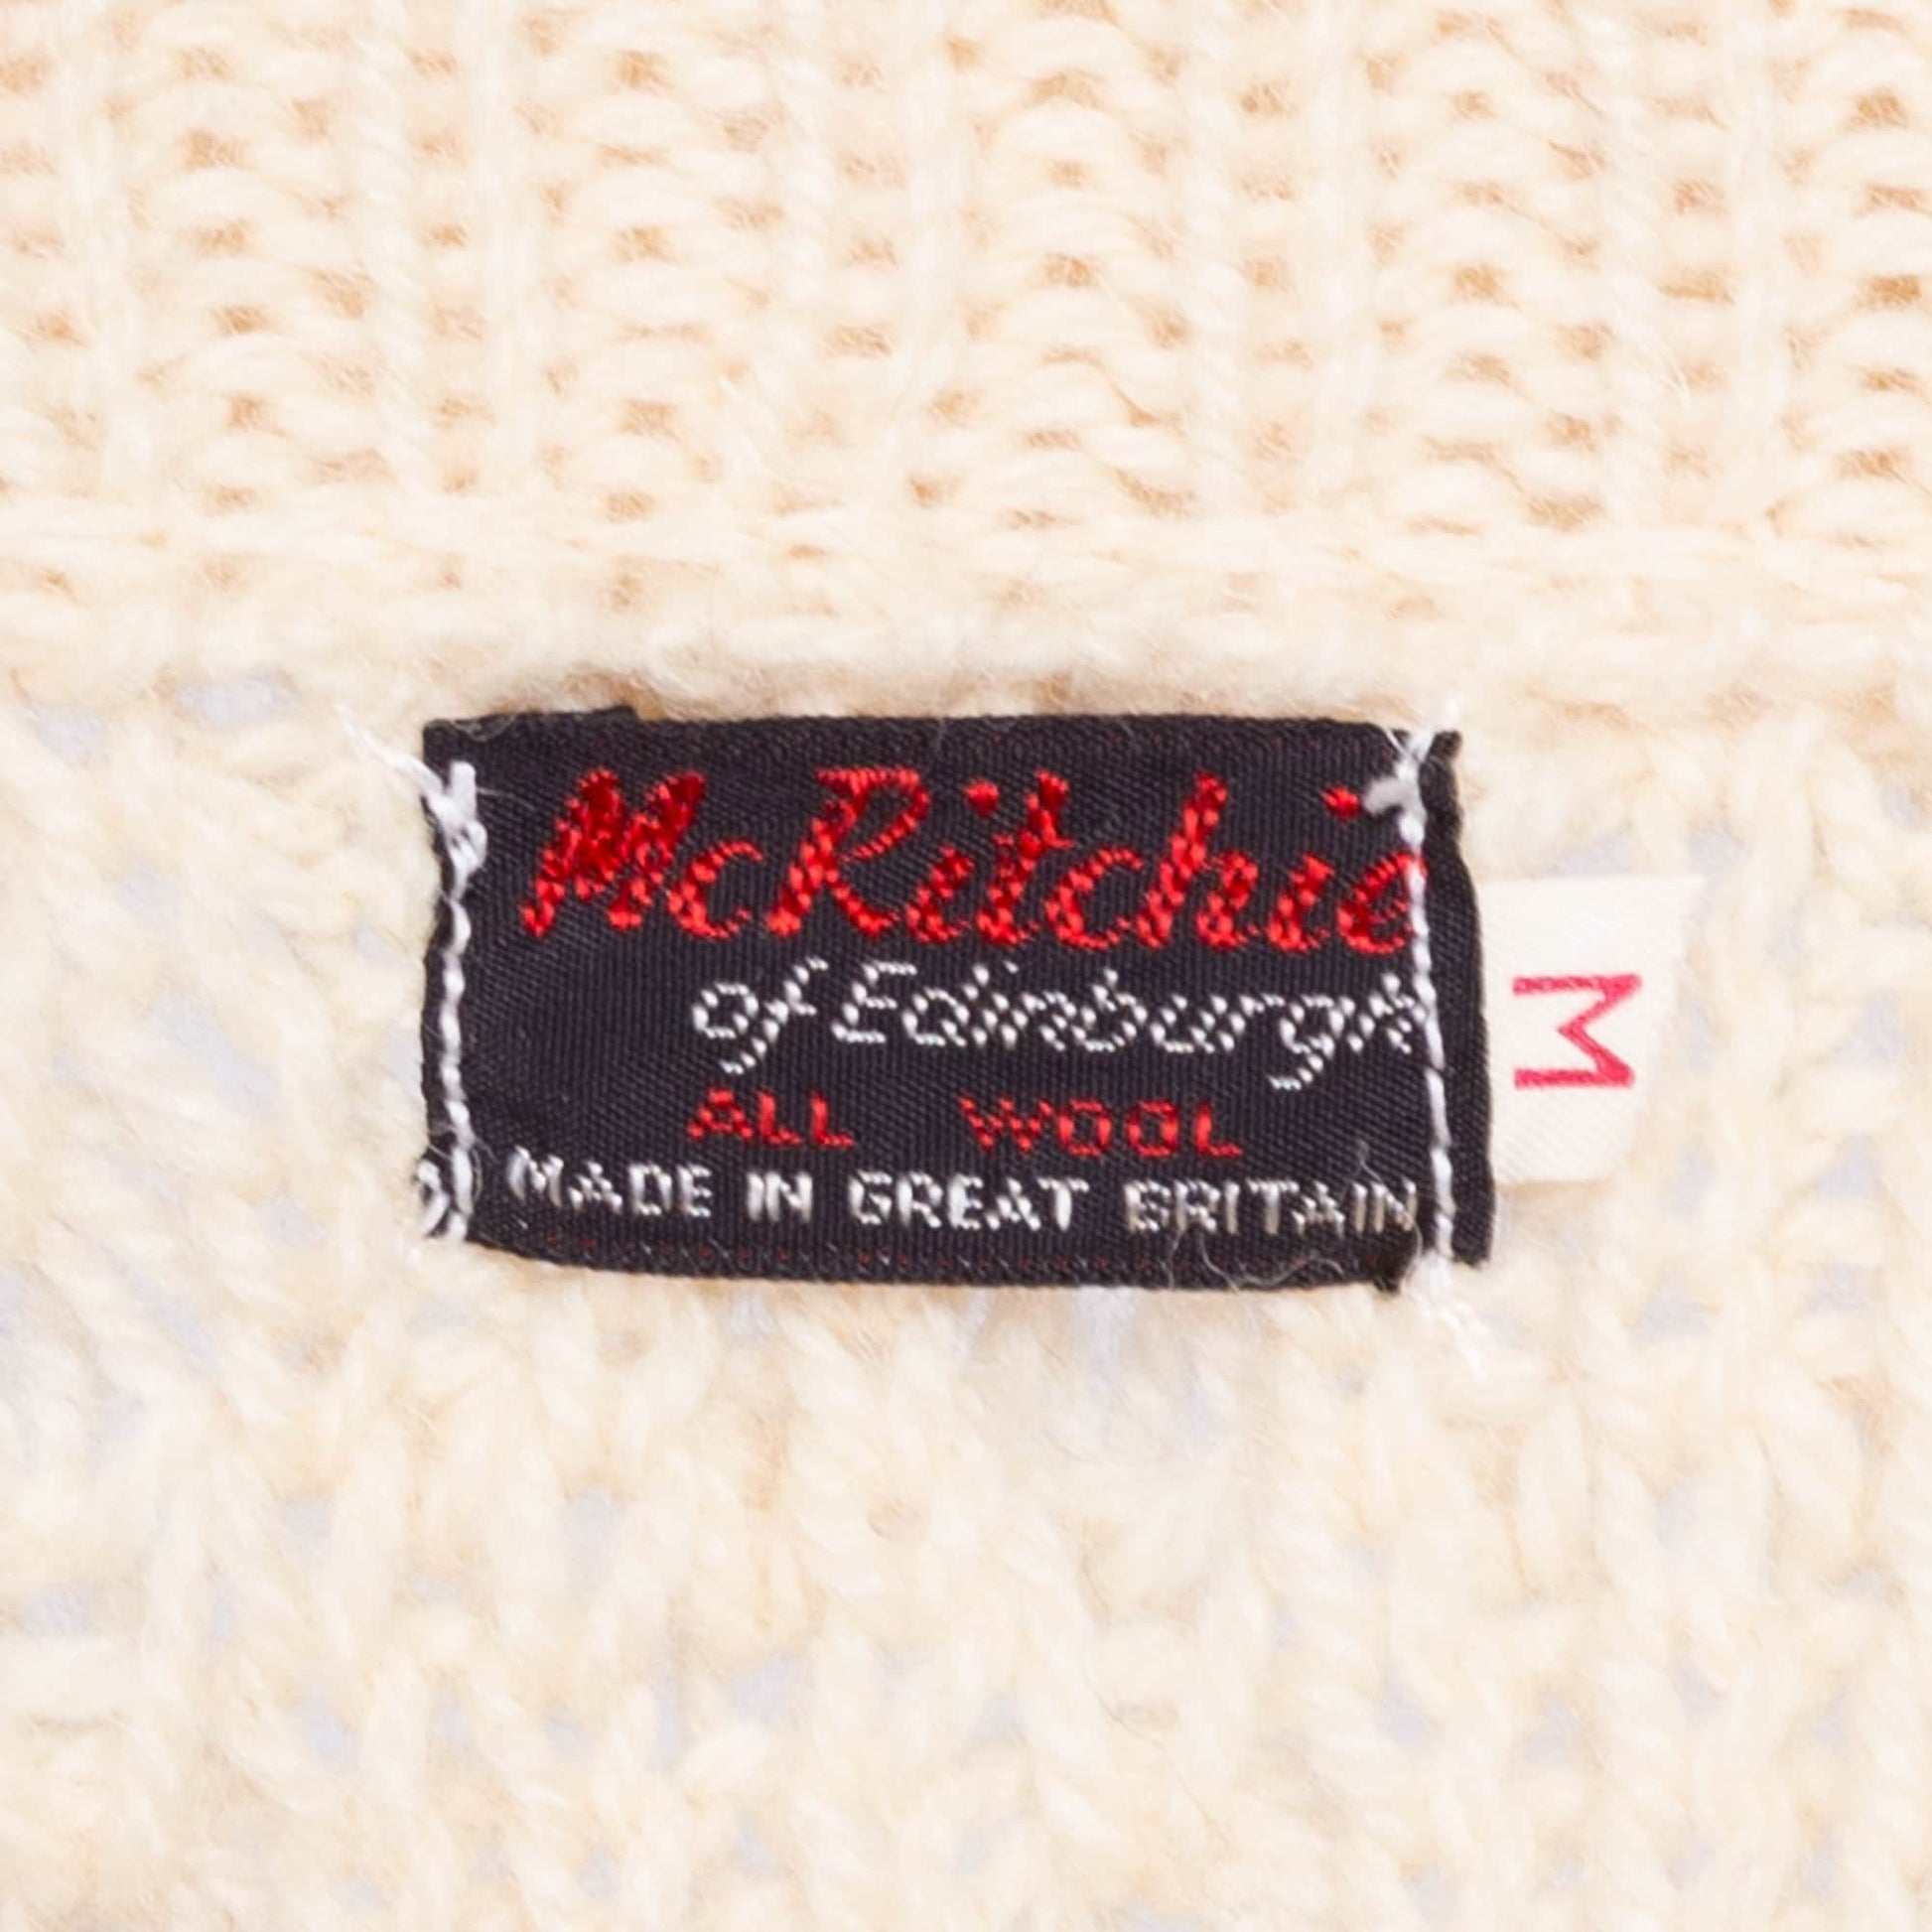 McRitchie
of Edinburgh
ALL WOOL
MADE IN GREAT BRITAIN
M